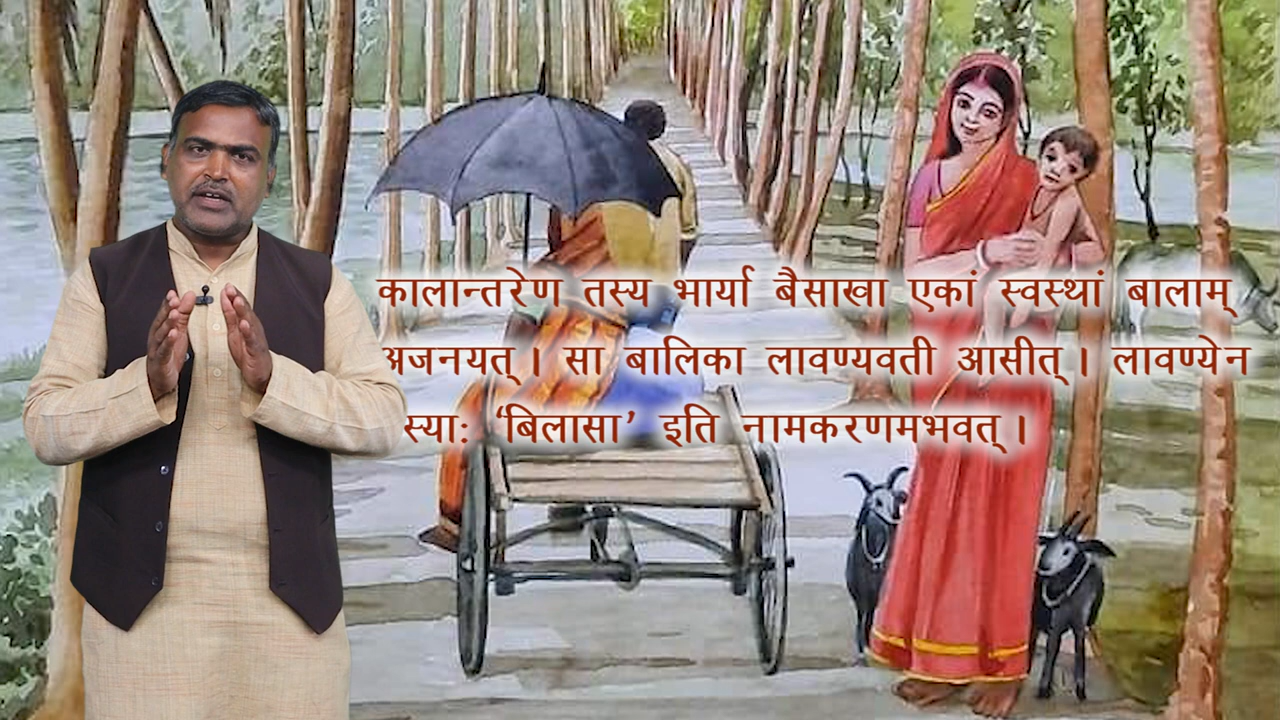 कालान्तरेण तस्य भार्या बैसाखा एकां स्वस्थां बालाम्
अजनयत् । सा बालिका लावण्यवती आसीत् । लावण्येन
स्याः ‘बिलासा’ इति नामकरणमभवत् ।